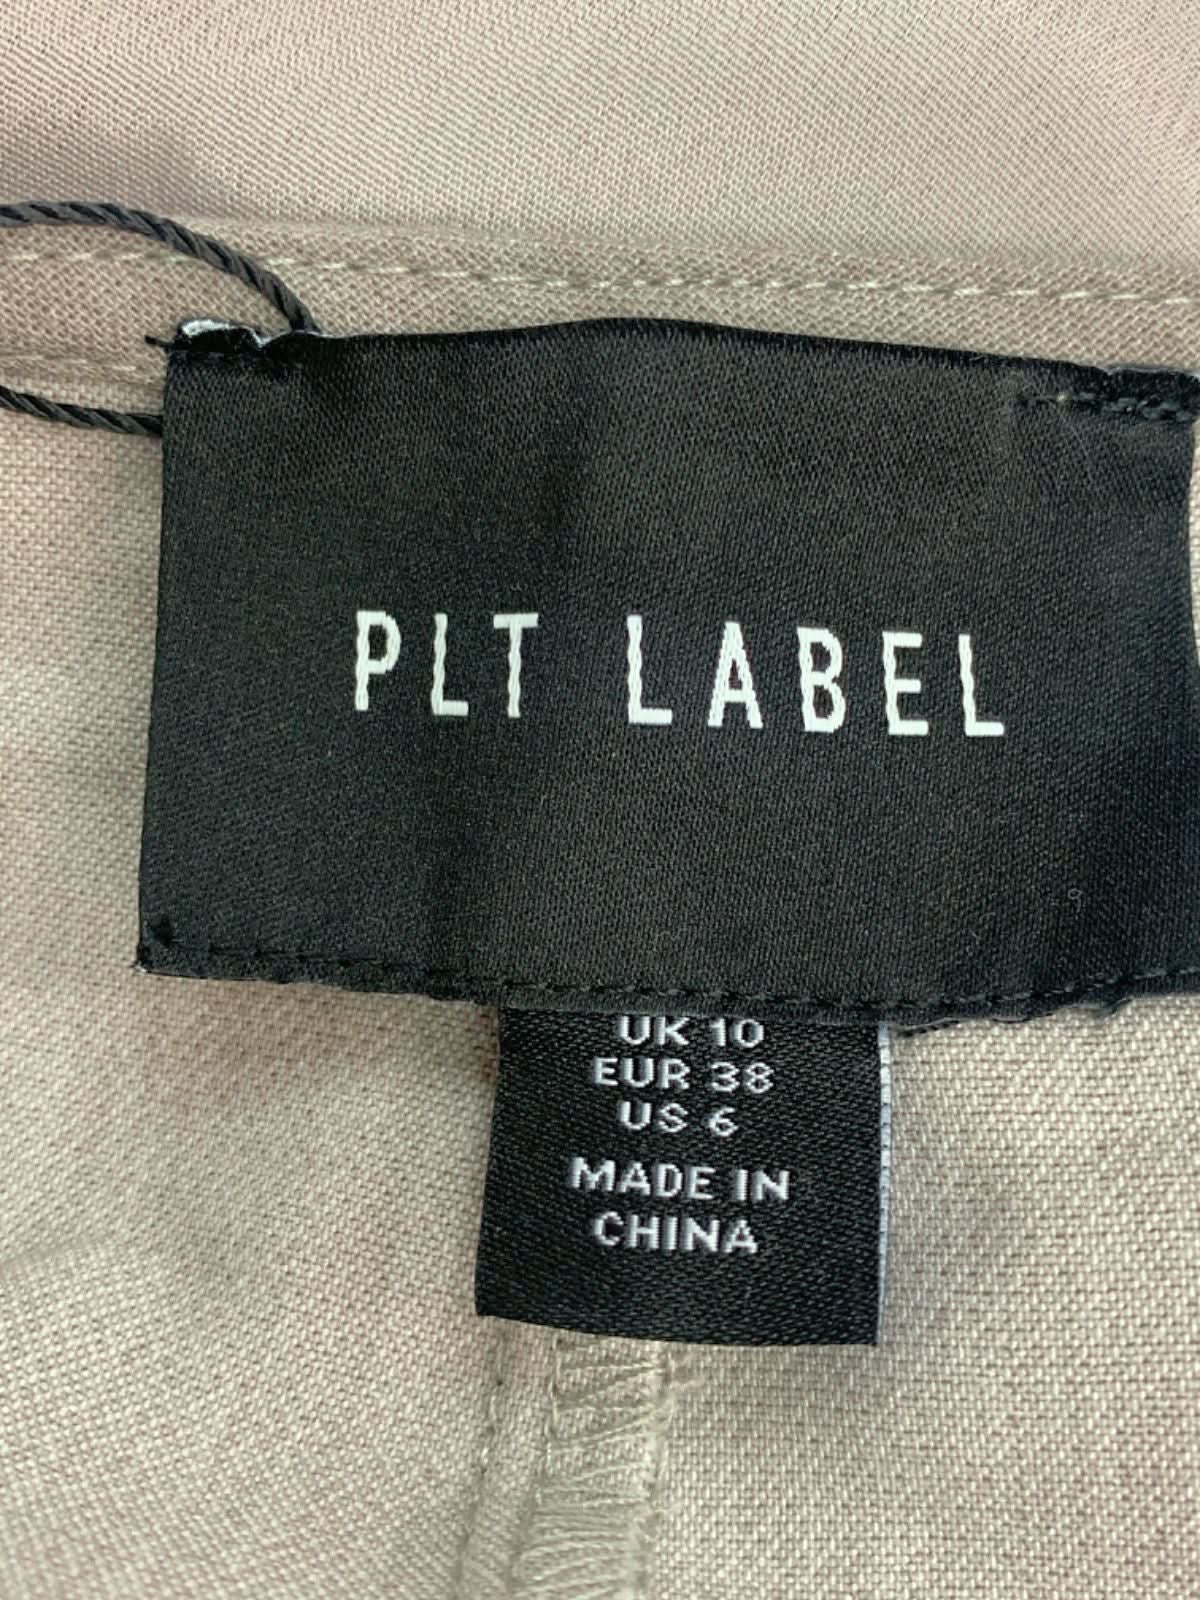 PLT LABEL
UK 10
EUR 38
US 6
MADE IN
CHINA